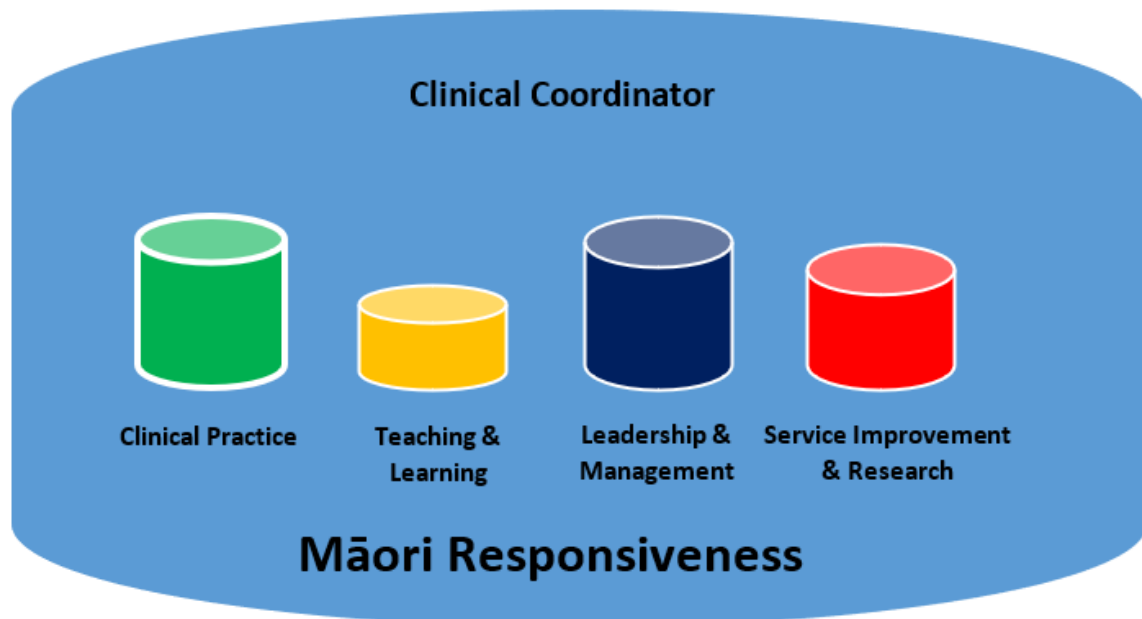 Clinical Coordinator
Clinical Practice
Teaching &
Learning
Leadership &
Management
Service Improvement
& Research
Māori Responsiveness